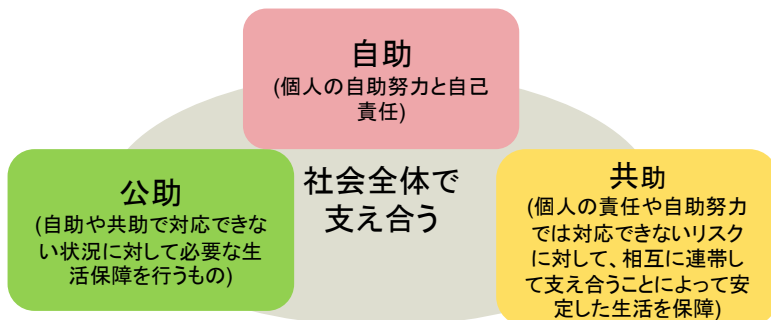 自助
(個人の自助努力と自己
責任)
社会全体で
支え合う
公助
(自助や共助で対応できな
い状況に対して必要な生
活保障を行うもの)
共助
(個人の責任や自助努力
では対応できないリスク
に対して、相互に連帯し
て支え合うことによって安
定した生活を保障)